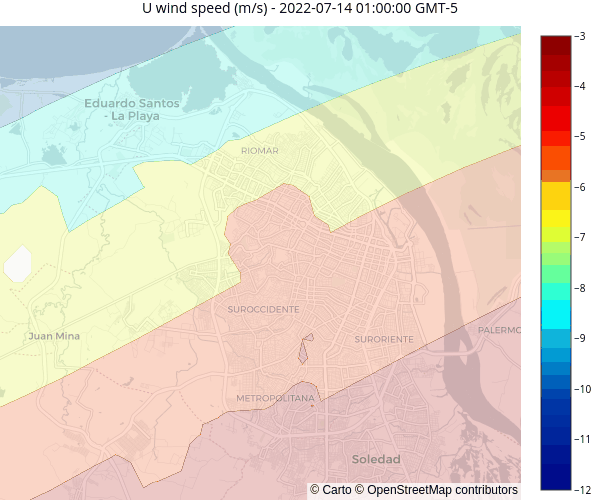 U wind speed (m/s) - 2022-07-14 01:00:00 GMT-5
Eduardo Santos
- La Playa
RIOMAR
SUROCCIDENTE
Juan Mina
SURORIENTE
PALERMO
METROPOLITANA
Soledad
© Carto © OpenStreetMap contributors
−3
−4
−5
−6
−7
−8
−9
−10
−11
−12